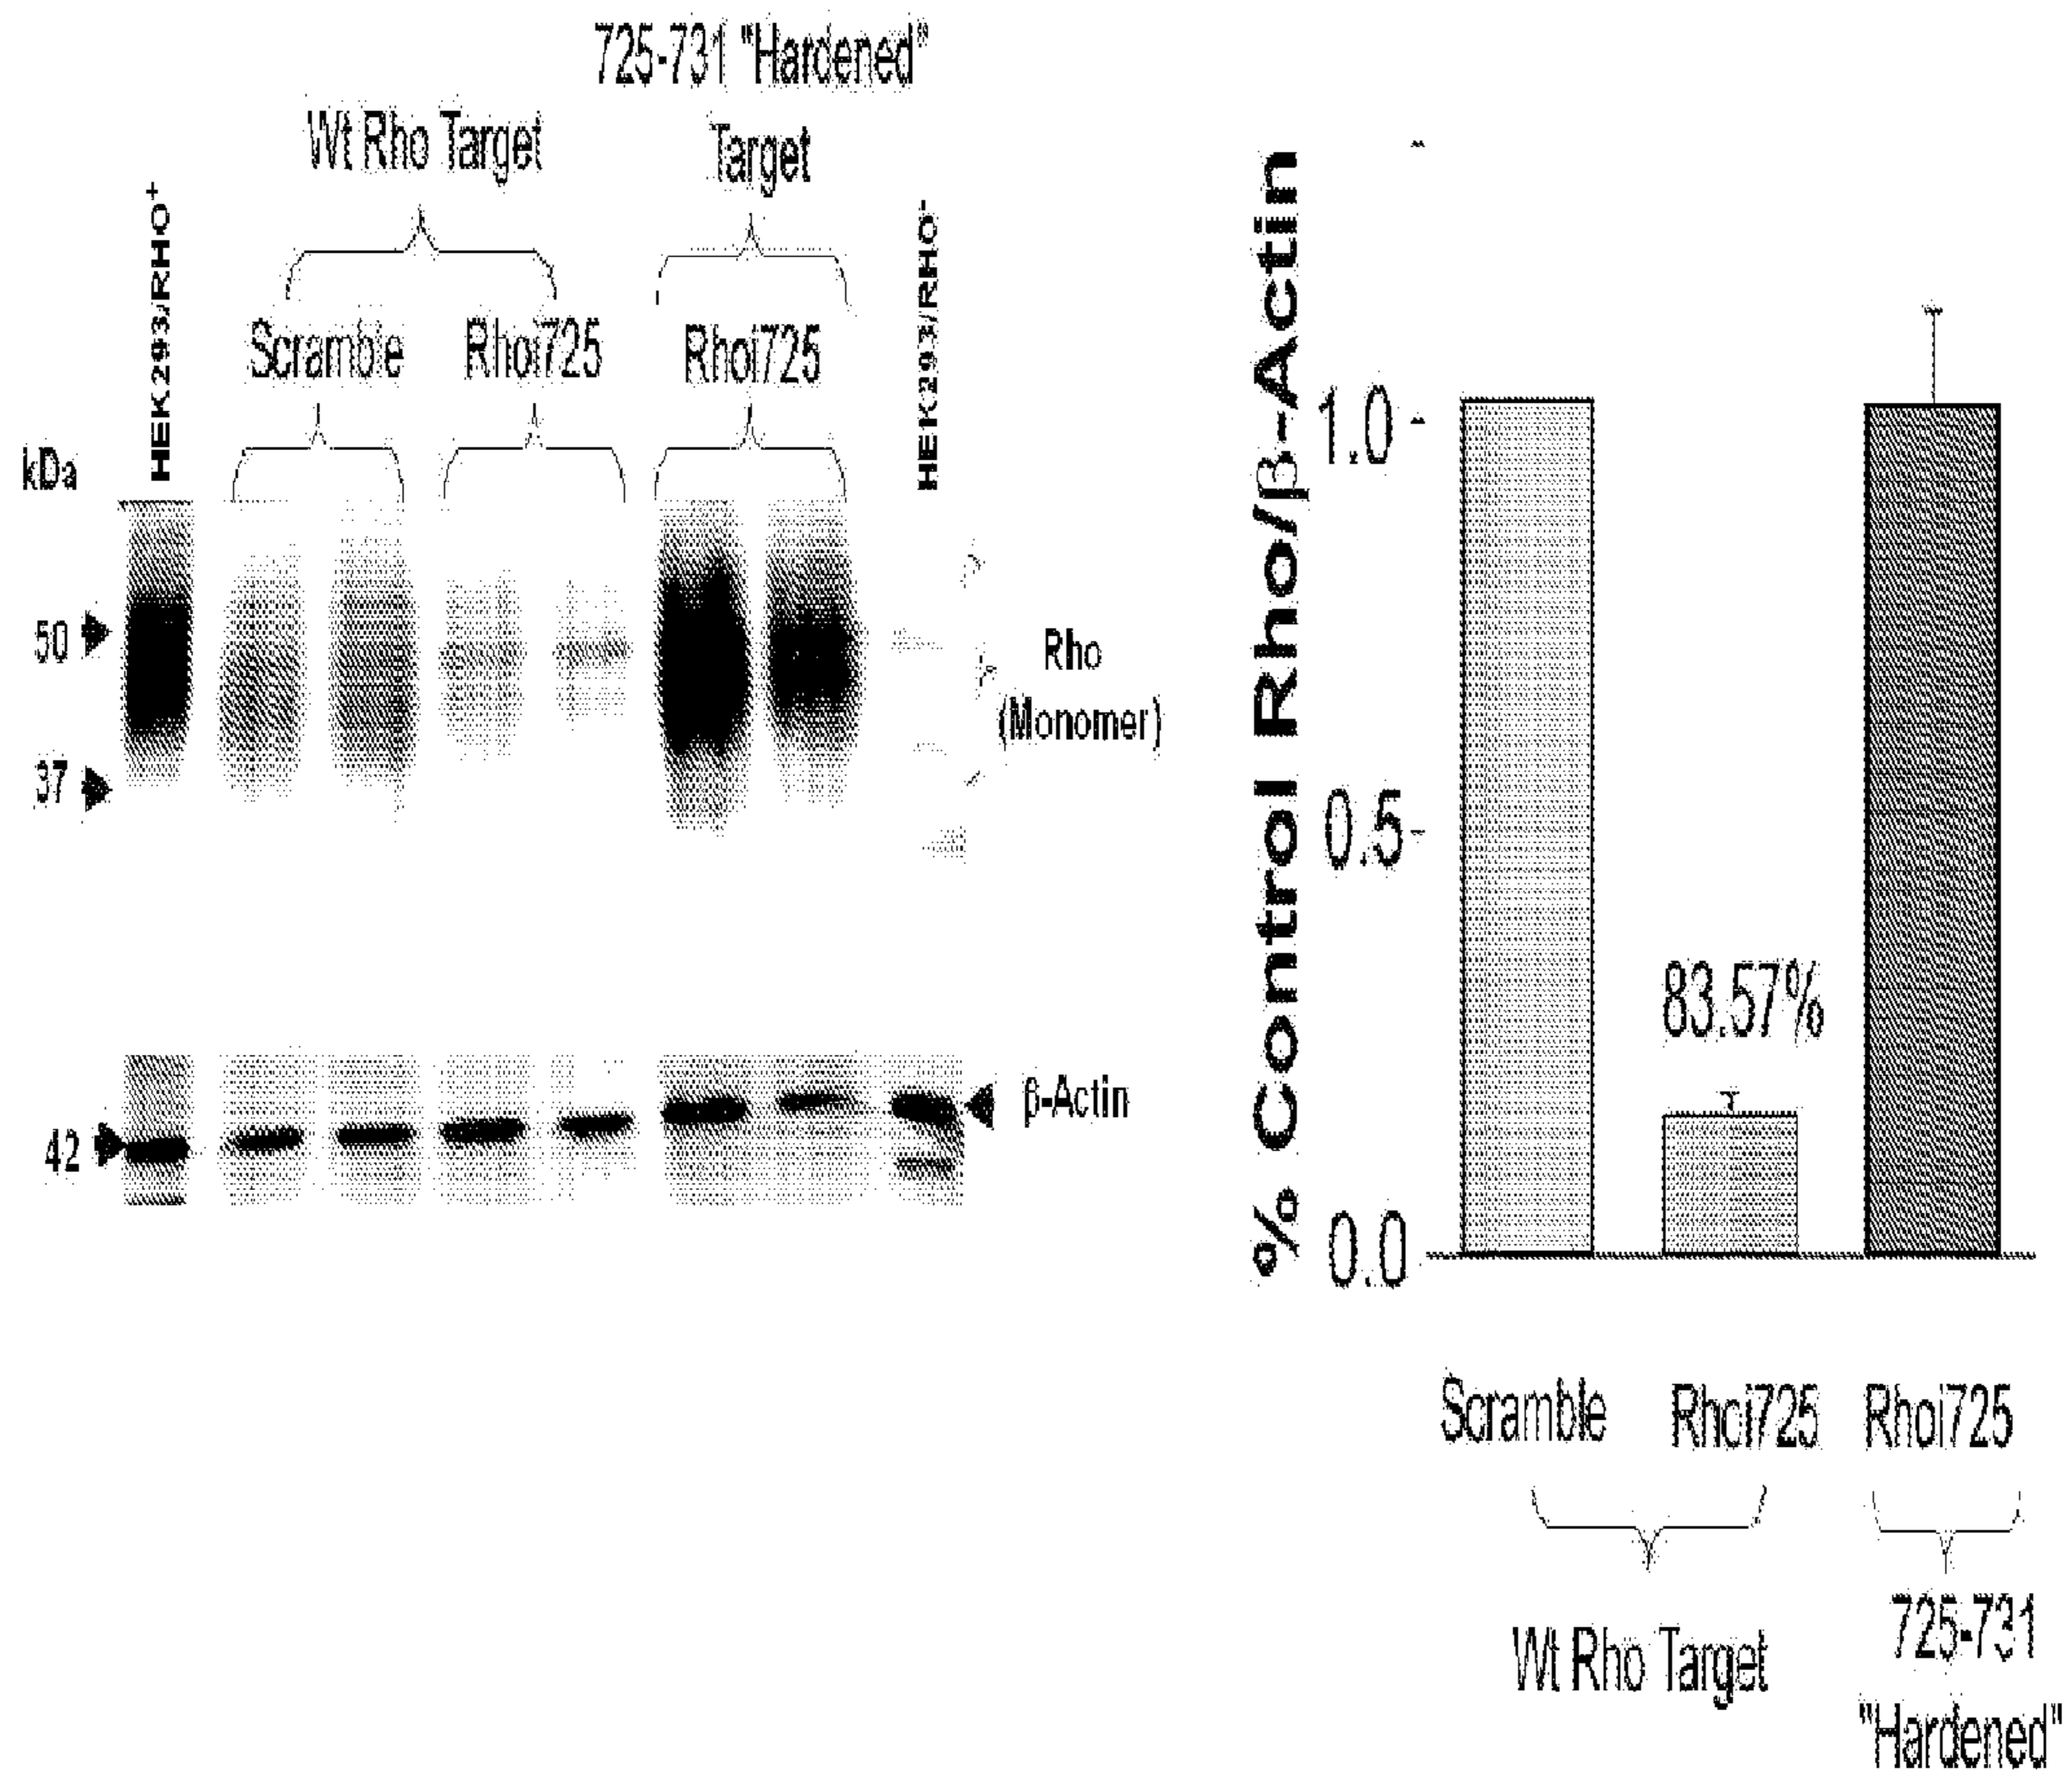 725-731 "Hardened"
Target
Wt Rho Target
HEK293/RHO+
HEK293/RHO-
Scramble
Rhoi725
Rhoi725
kDa
50
37
Rho
(Monomer)
42
β-Actin
% Control Rho/β-Actin
1.0
0.5
0.0
83.57%
Scramble
Rhoi725
Rhoi725
Wt Rho Target
725-731
"Hardened"